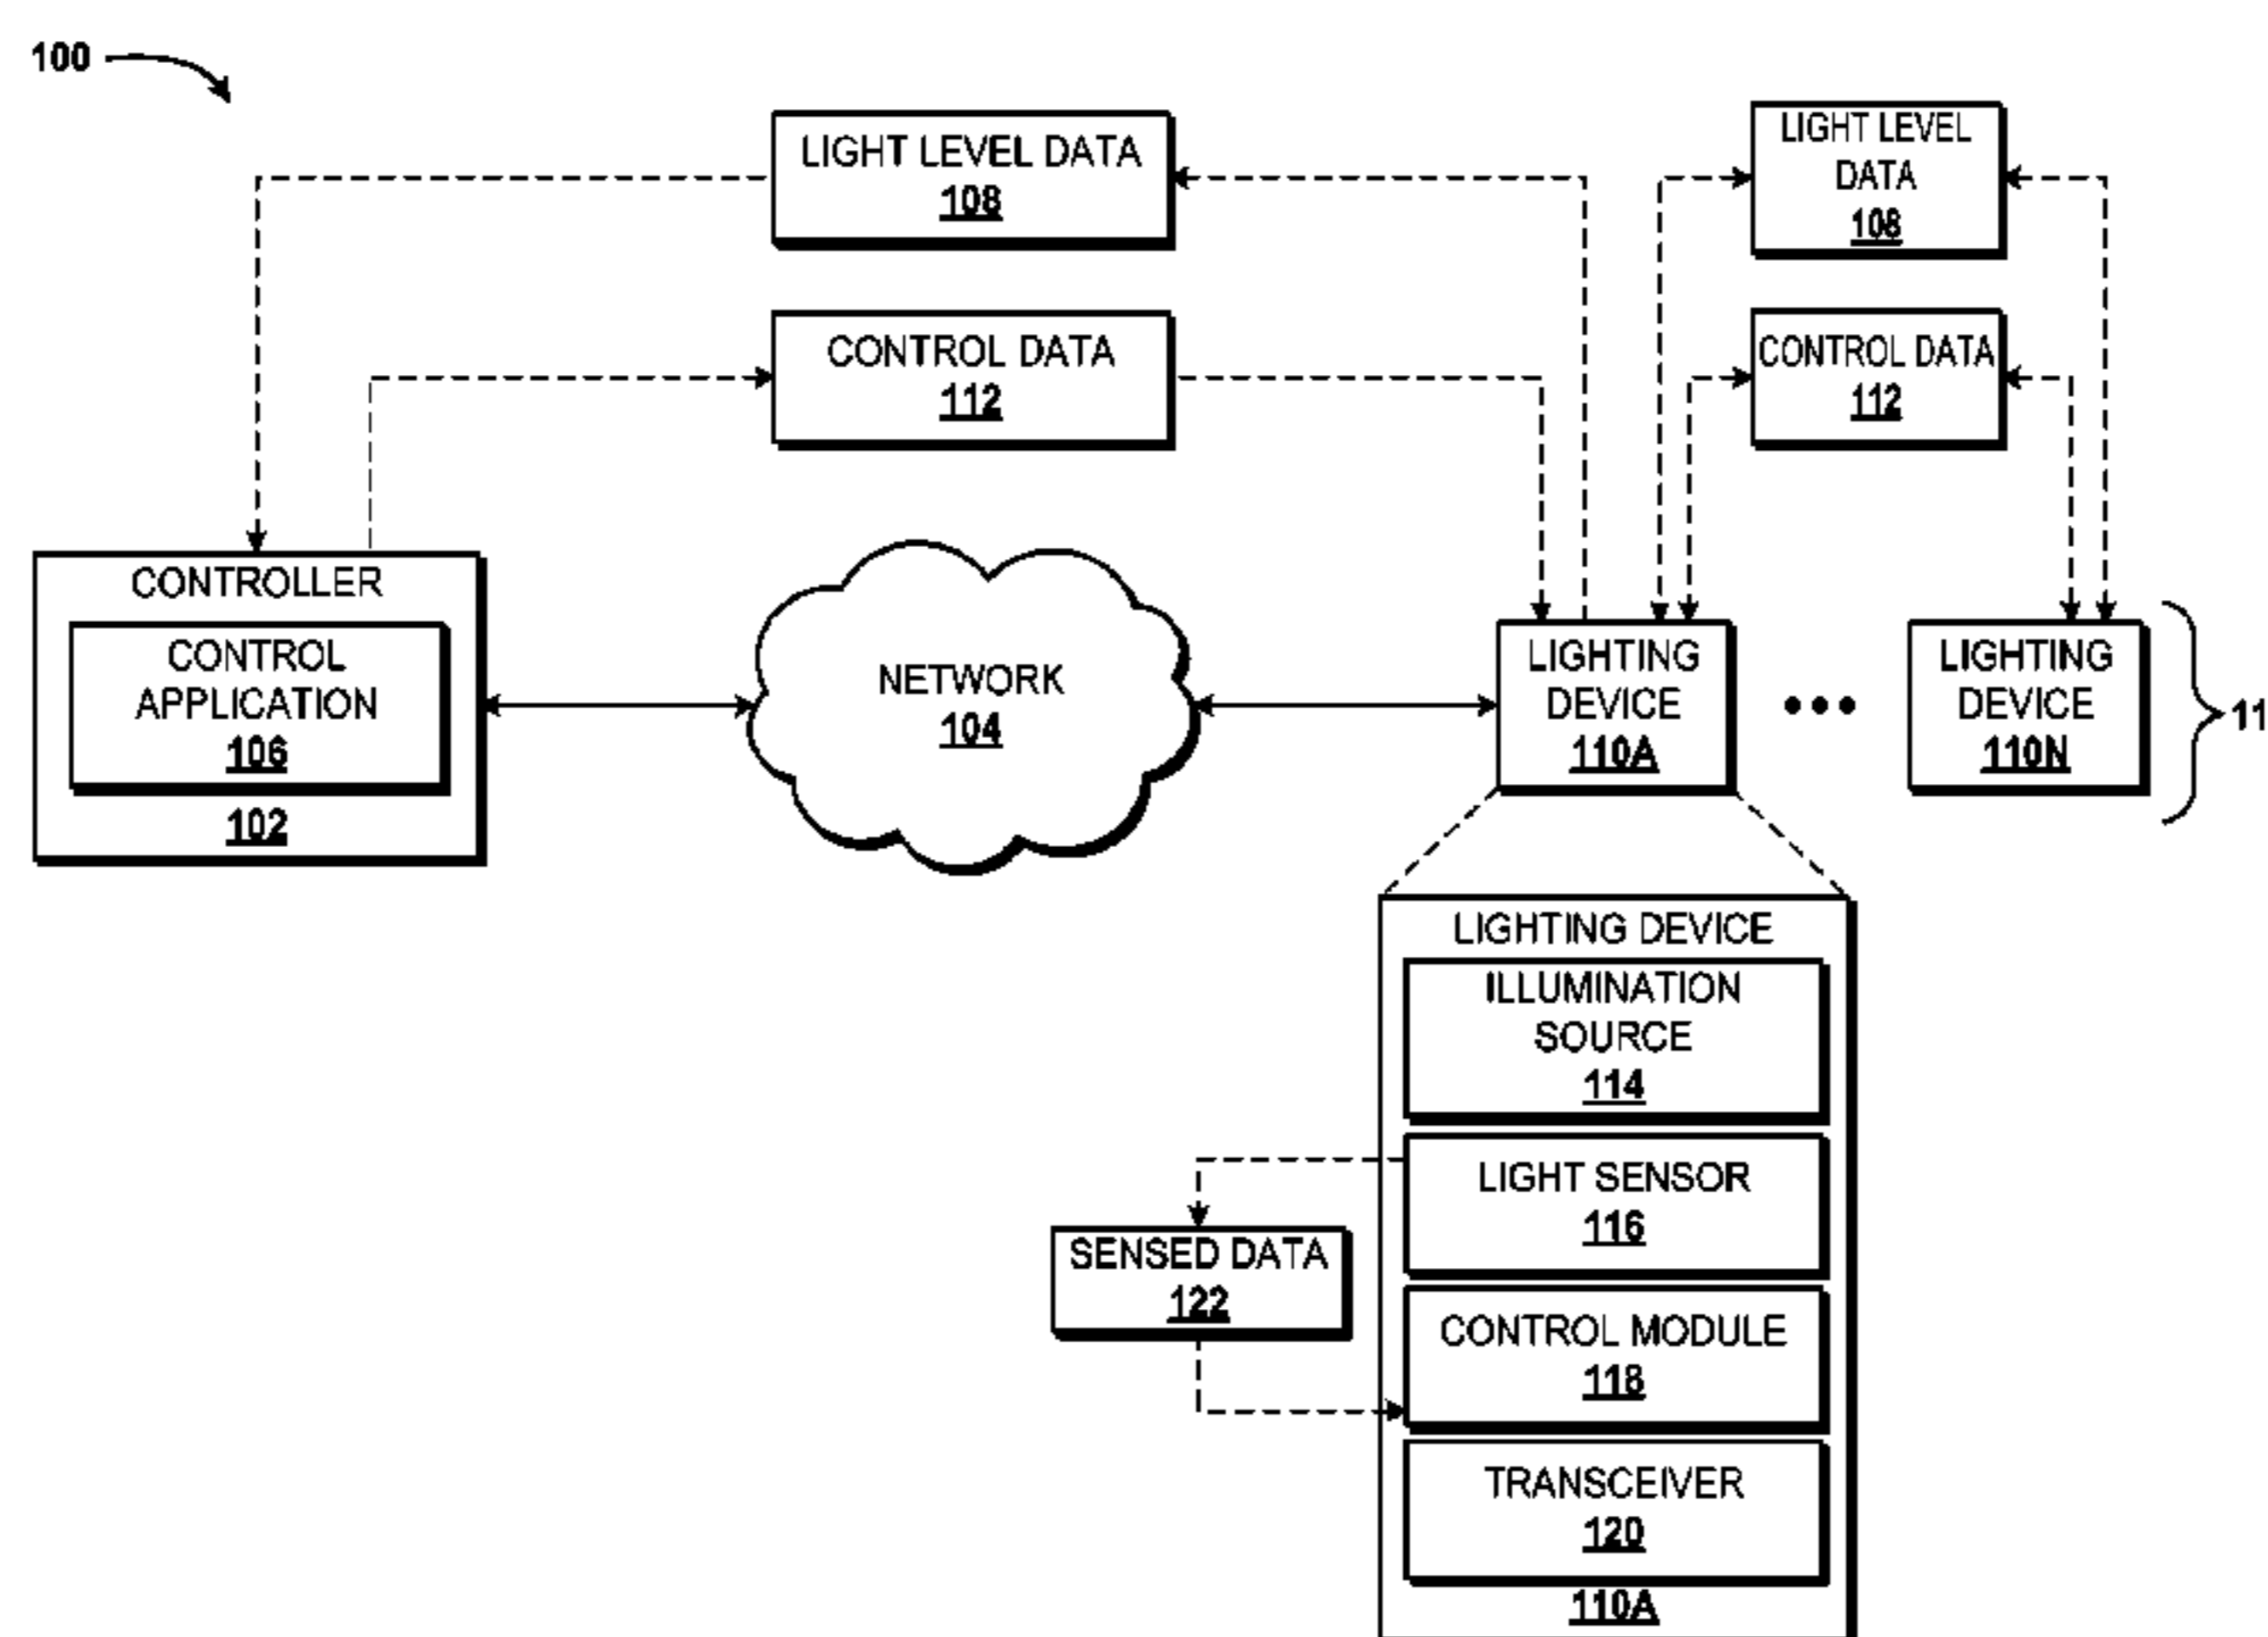 100
LIGHT LEVEL DATA
108
LIGHT LEVEL
DATA
108
CONTROL DATA
112
CONTROL DATA
112
CONTROLLER
CONTROL
APPLICATION
106
102
NETWORK
104
LIGHTING
DEVICE
110A
LIGHTING
DEVICE
110N
11
LIGHTING DEVICE
ILLUMINATION
SOURCE
114
LIGHT SENSOR
116
SENSED DATA
122
CONTROL MODULE
118
TRANSCEIVER
120
110A